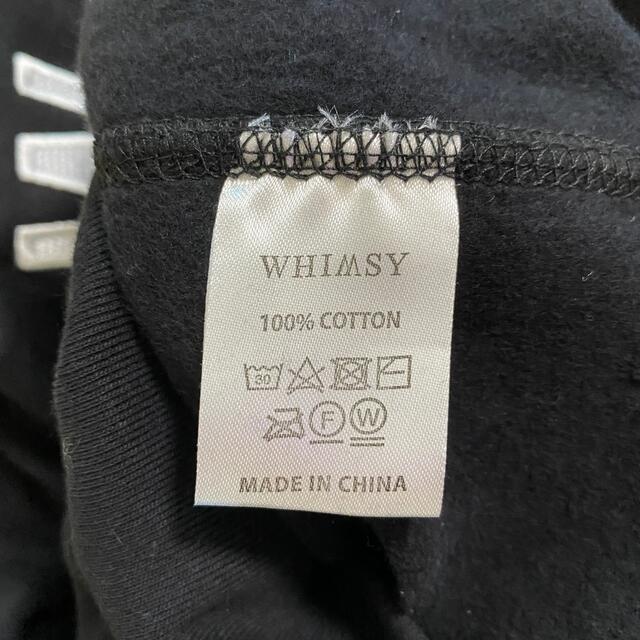 WHIMSY
100% COTTON
30
F W
MADE IN CHINA